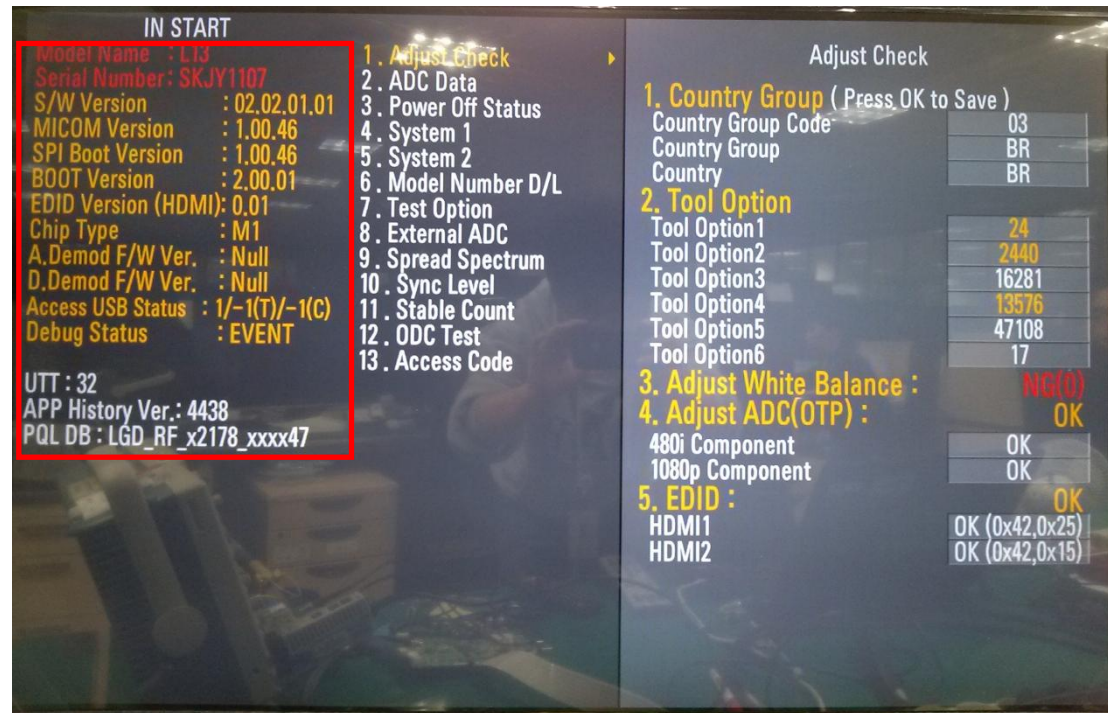 IN START
Model Name : L13
Serial Number : SKJY1107
S/W Version : 02.02.01.01
MICOM Version : 1.00.46
SPI Boot Version : 1.00.46
BOOT Version : 2.00.01
EDID Version (HDMI): 0.01
Chip Type : M1
A.Demod F/W Ver. : Null
D.Demod F/W Ver. : Null
Access USB Status : 1/-1(T)/-1(C)
Debug Status : EVENT
UTT : 32
APP History Ver.: 4438
PQL DB : LGD_RF_x2178_xxxx47
1 . Adjust Check
2 . ADC Data
3 . Power Off Status
4 . System 1
5 . System 2
6 . Model Number D/L
7 . Test Option
8 . External ADC
9 . Spread Spectrum
10 . Sync Level
11 . Stable Count
12 . ODC Test
13 . Access Code
Adjust Check
1. Country Group ( Press OK to Save )
Country Group Code 03
Country Group BR
Country BR
2. Tool Option
Tool Option1 24
Tool Option2 2440
Tool Option3 16281
Tool Option4 13576
Tool Option5 47108
Tool Option6 17
3. Adjust White Balance : NG(0)
4. Adjust ADC(OTP) : OK
480i Component OK
1080p Component OK
5. EDID : OK
HDMI1 OK (0x42,0x25)
HDMI2 OK (0x42,0x15)